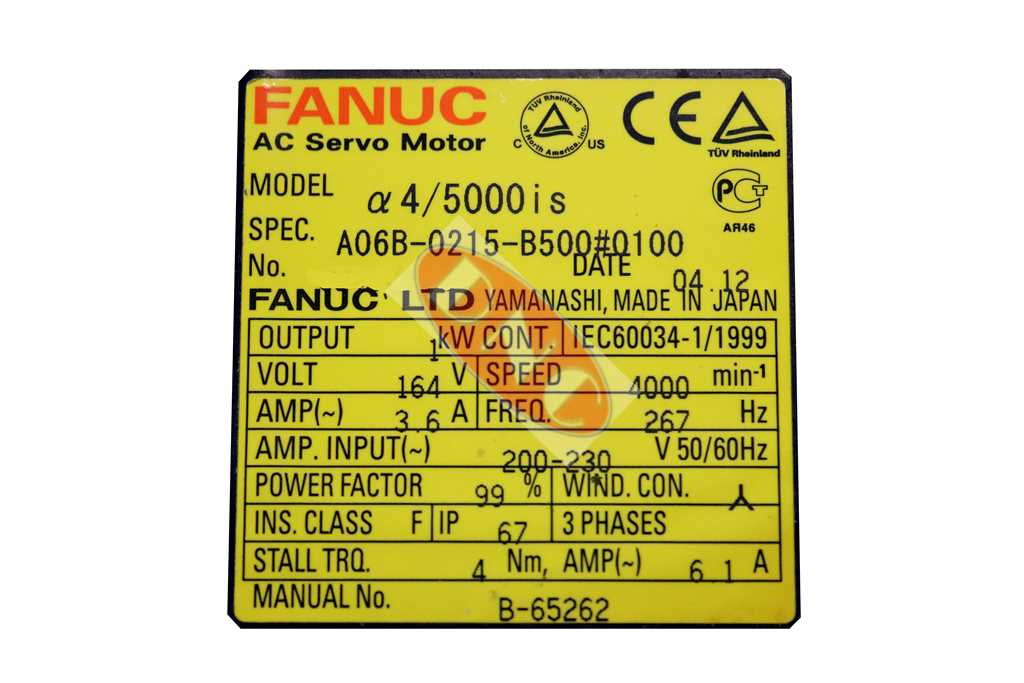 FANUC
AC Servo Motor
TÜV Rheinland
of North America, Inc.
C US
CE
TÜV Rheinland
MODEL α4/5000is
РСТ
АЯ46
SPEC. A06B-0215-B500#0100
No. DATE 04.12
FANUC LTD YAMANASHI, MADE IN JAPAN
OUTPUT 1 kW CONT. IEC60034-1/1999
VOLT 164 V SPEED 4000 min-1
AMP(~) 3.6 A FREQ. 267 Hz
AMP. INPUT(~) 200-230 V 50/60Hz
POWER FACTOR 99 % WIND. CON.
INS. CLASS F IP 67 3 PHASES
STALL TRQ. 4 Nm, AMP(~) 6.1 A
MANUAL No. B-65262
DNC